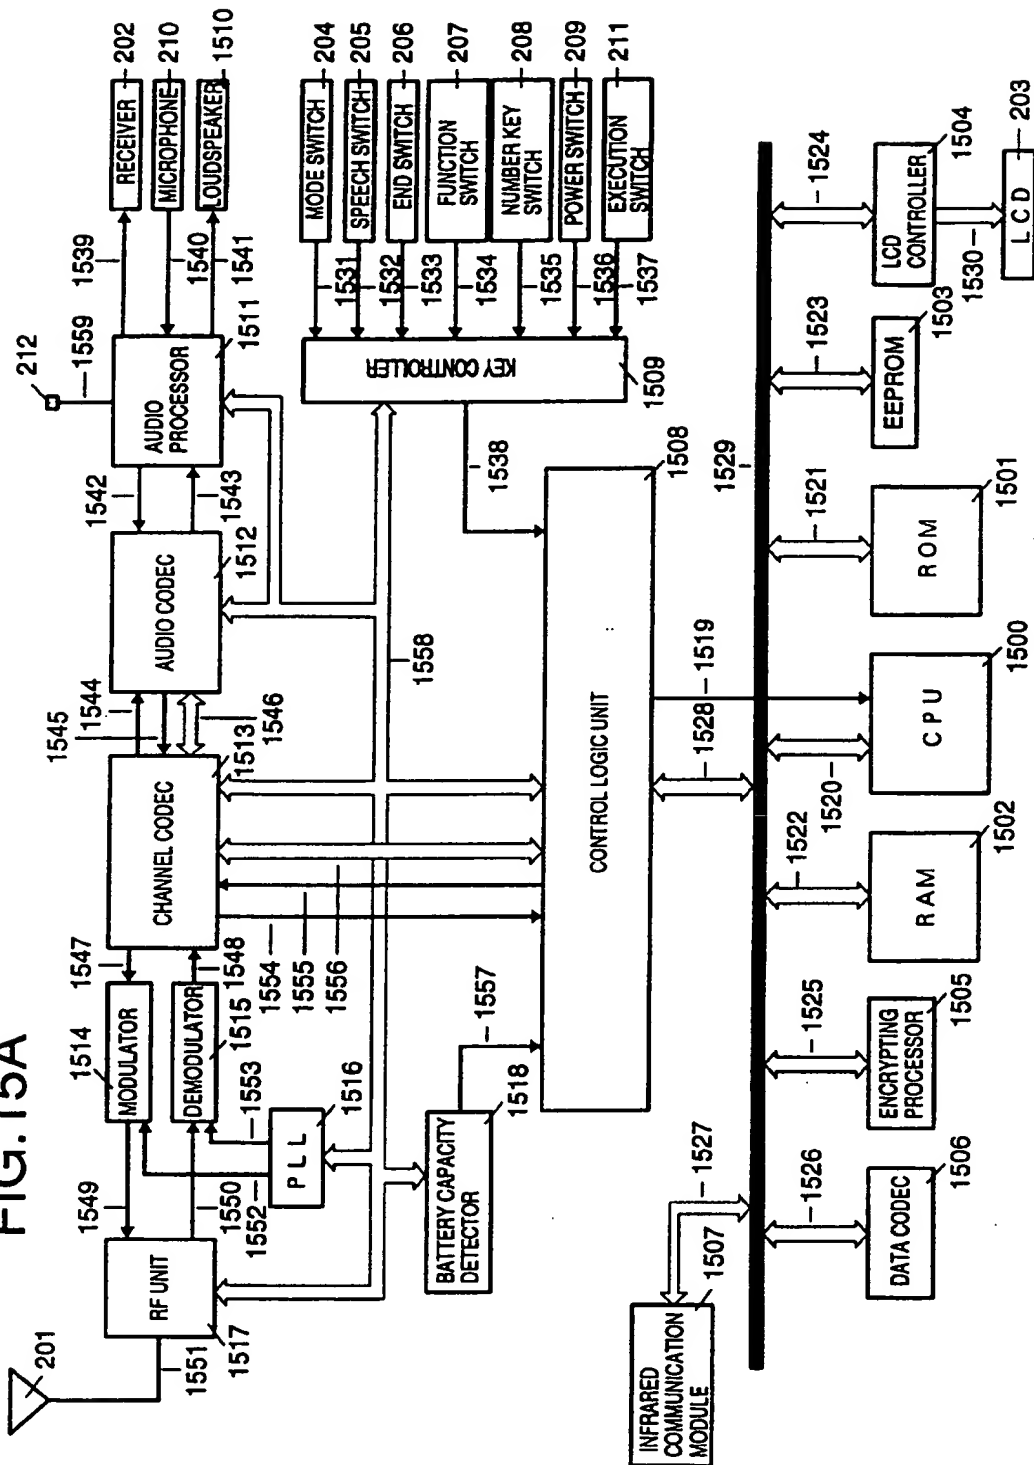 FIG. 15A
201
1551
RF UNIT
1517
1549
1550
1552
MODULATOR
1514
DEMODULATOR
1515
1553
PLL
1516
1547
1548
CHANNEL CODEC
1513
1554
1555
1556
1545
1544
1546
AUDIO CODEC
1512
1542
1543
AUDIO
PROCESSOR
1511
212
1559
1539
1540
1541
RECEIVER
202
MICROPHONE
210
LOUDSPEAKER
1510
MODE SWITCH
204
SPEECH SWITCH
205
END SWITCH
206
FUNCTION
SWITCH
207
NUMBER KEY
SWITCH
208
POWER SWITCH
209
EXECUTION
SWITCH
211
1531
1532
1533
1534
1535
1536
1537
KEY CONTROLLER
1509
1538
1558
BATTERY CAPACITY
DETECTOR
1518
1557
CONTROL LOGIC UNIT
1508
1528
1519
1529
INFRARED
COMMUNICATION
MODULE
1507
1527
1526
DATA CODEC
1506
1525
ENCRYPTING
PROCESSOR
1505
1522
RAM
1502
1520
CPU
1500
1521
ROM
1501
1523
EEPROM
1503
1524
LCD
CONTROLLER
1504
1530
LCD
203